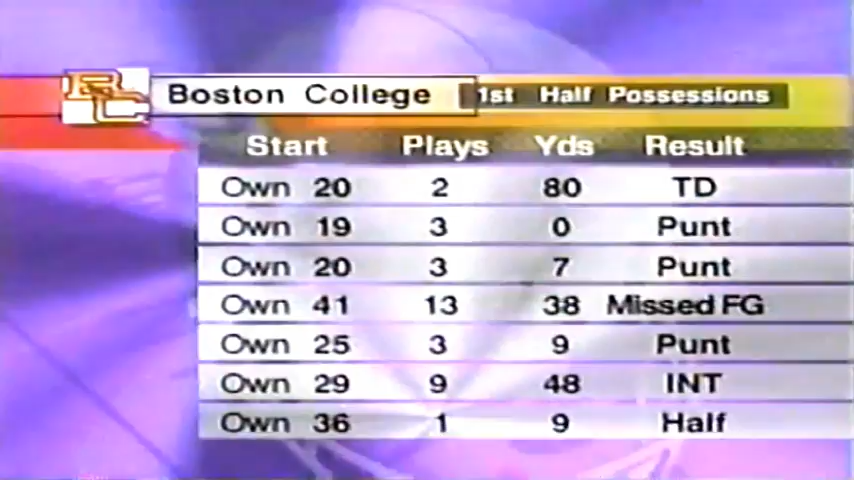 BC Boston College 1st Half Possessions
Start Plays Yds Result
Own 20 2 80 TD
Own 19 3 0 Punt
Own 20 3 7 Punt
Own 41 13 38 Missed FG
Own 25 3 9 Punt
Own 29 9 48 INT
Own 36 1 9 Half